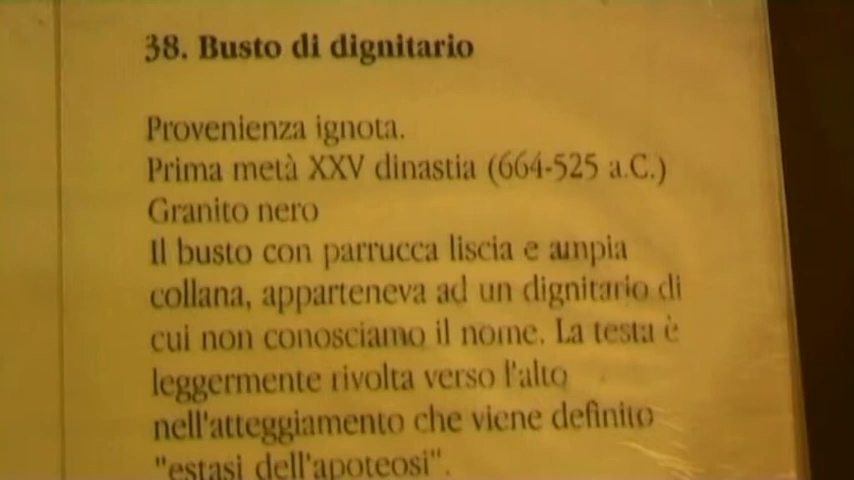 38. Busto di dignitario
Provenienza ignota.
Prima metà XXV dinastia (664-525 a.C.)
Granito nero
Il busto con parrucca liscia e ampia
collana, apparteneva ad un dignitario di
cui non conosciamo il nome. La testa è
leggermente rivolta verso l'alto
nell'atteggiamento che viene definito
"estasi dell'apoteosi".